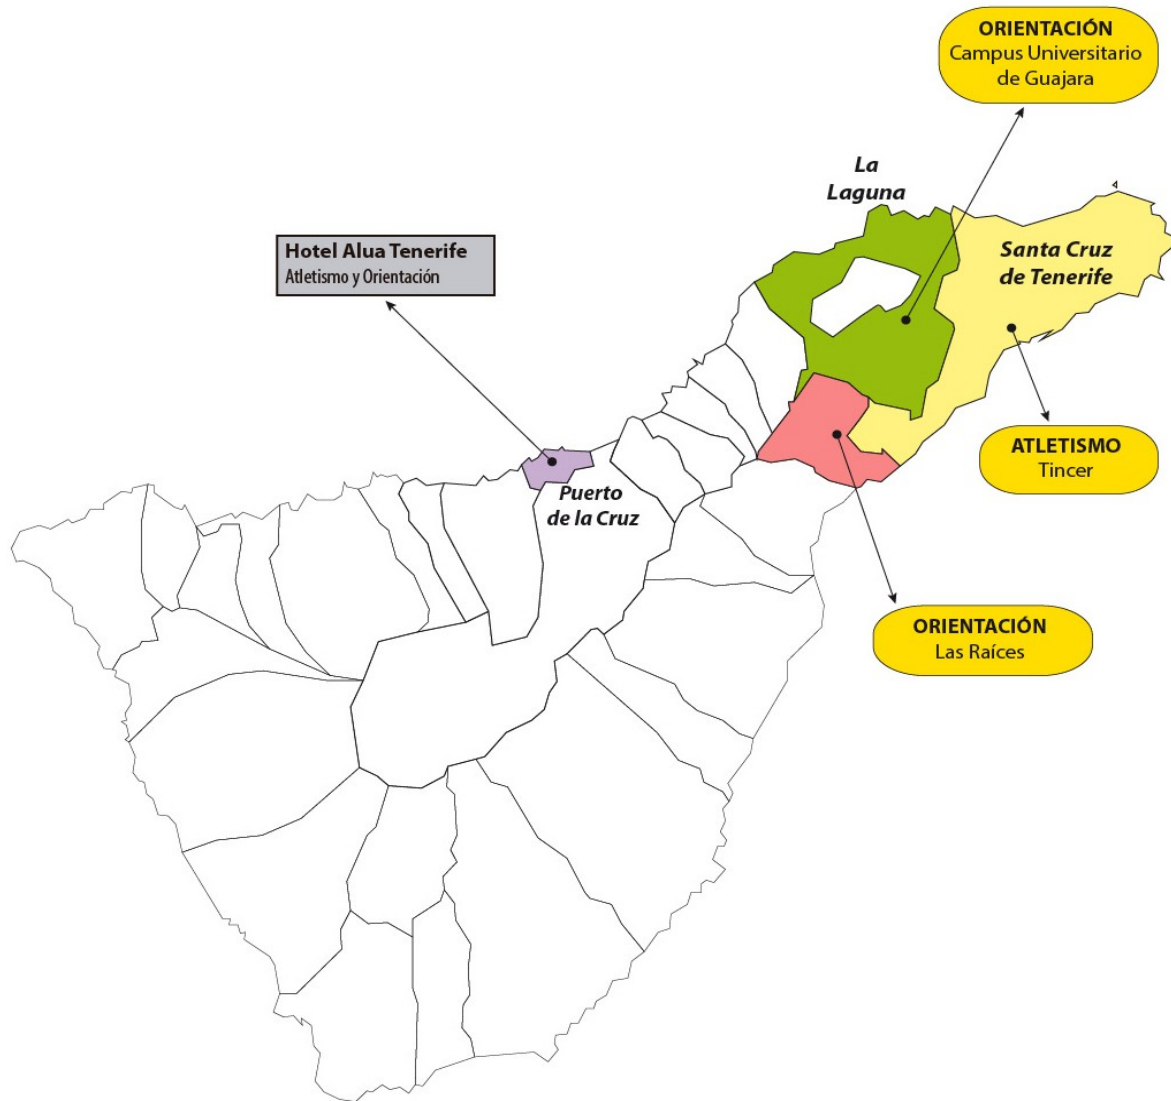 ORIENTACIÓN
Campus Universitario
de Guajara
La
Laguna
Hotel Alua Tenerife
Atletismo y Orientación
Santa Cruz
de Tenerife
ATLETISMO
Tincer
Puerto
de la Cruz
ORIENTACIÓN
Las Raíces